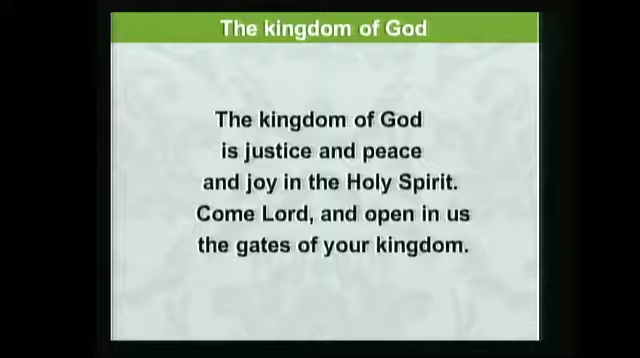 The kingdom of God
The kingdom of God
is justice and peace
and joy in the Holy Spirit.
Come Lord, and open in us
the gates of your kingdom.